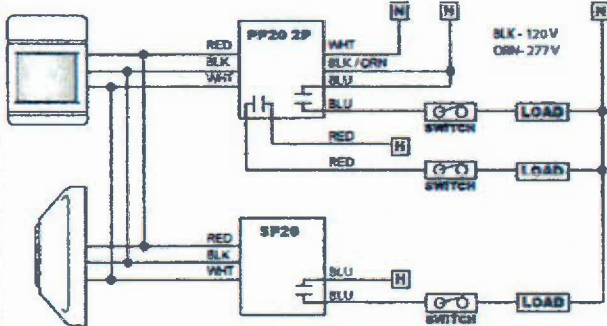 N
H
N
BLK - 120V
ORN- 277V
PP20 2P
RED
BLK
WHT
WHT
BLK/ORN
BLU
BLU
SWITCH
LOAD
RED
H
RED
SWITCH
LOAD
SP20
RED
BLK
WHT
BLU
H
BLU
SWITCH
LOAD